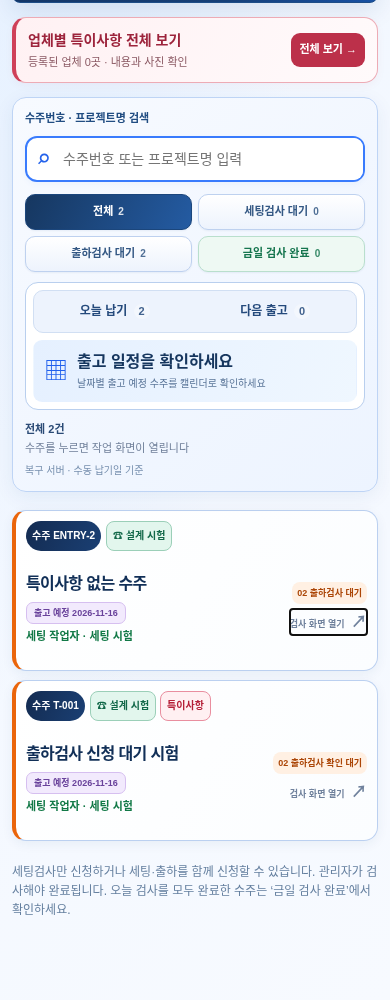 업체별 특이사항 전체 보기
등록된 업체 0곳 · 내용과 사진 확인
전체 보기 →
수주번호 · 프로젝트명 검색
수주번호 또는 프로젝트명 입력
전체 2
세팅검사 대기 0
출하검사 대기 2
금일 검사 완료 0
오늘 납기 2
다음 출고 0
출고 일정을 확인하세요
날짜별 출고 예정 수주를 캘린더로 확인하세요
전체 2건
수주를 누르면 작업 화면이 열립니다
복구 서버 · 수동 납기일 기준
수주 ENTRY-2
☎ 설계 시험
특이사항 없는 수주
출고 예정 2026-11-16
세팅 작업자 · 세팅 시험
02 출하검사 대기
검사 화면 열기 ↗
수주 T-001
☎ 설계 시험
특이사항
출하검사 신청 대기 시험
출고 예정 2026-11-16
세팅 작업자 · 세팅 시험
02 출하검사 확인 대기
검사 화면 열기 ↗
세팅검사만 신청하거나 세팅·출하를 함께 신청할 수 있습니다. 관리자가 검
사해야 완료됩니다. 오늘 검사를 모두 완료한 수주는 ‘금일 검사 완료’에서
확인하세요.